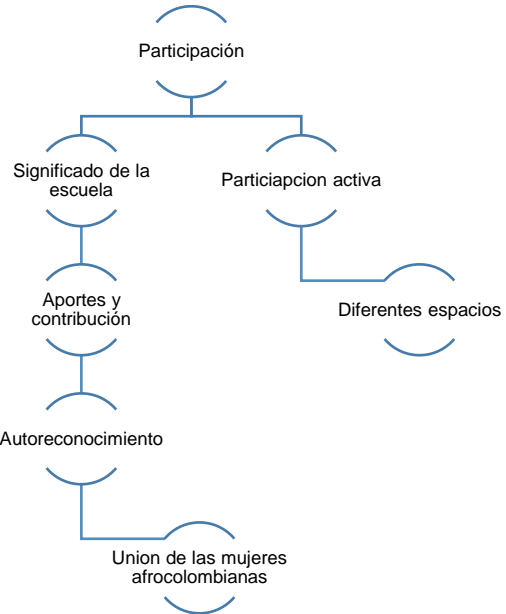 Participación
Significado de la
escuela
Particiapcion activa
Aportes y
contribución
Diferentes espacios
Autoreconocimiento
Union de las mujeres
afrocolombianas